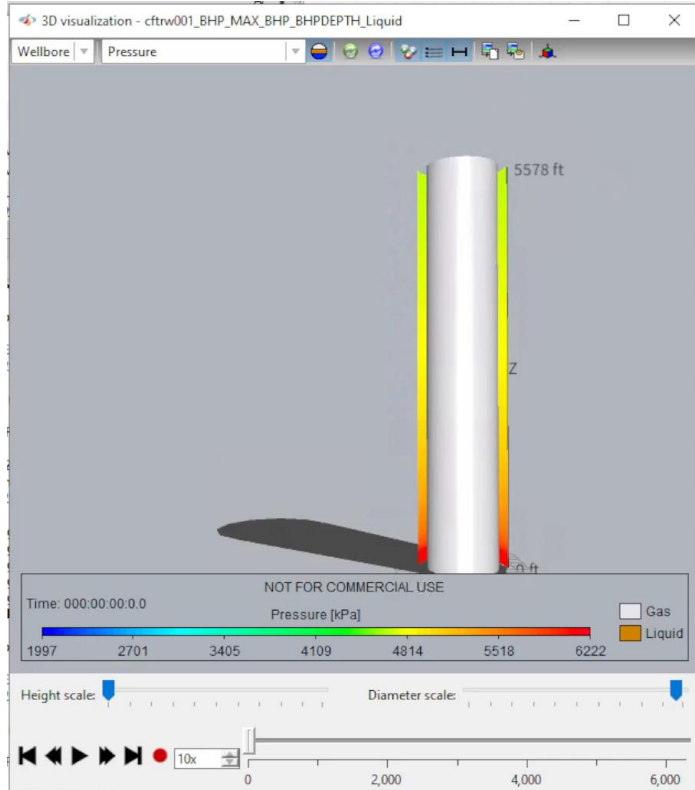 3D visualization - cftrw001_BHP_MAX_BHP_BHPDEPTH_Liquid
Wellbore Pressure
5578 ft
Z
0 ft
NOT FOR COMMERCIAL USE
Time: 000:00:00:0.0
Pressure [kPa]
Gas
Liquid
1997 2701 3405 4109 4814 5518 6222
Height scale: Diameter scale:
10x
0 2,000 4,000 6,000